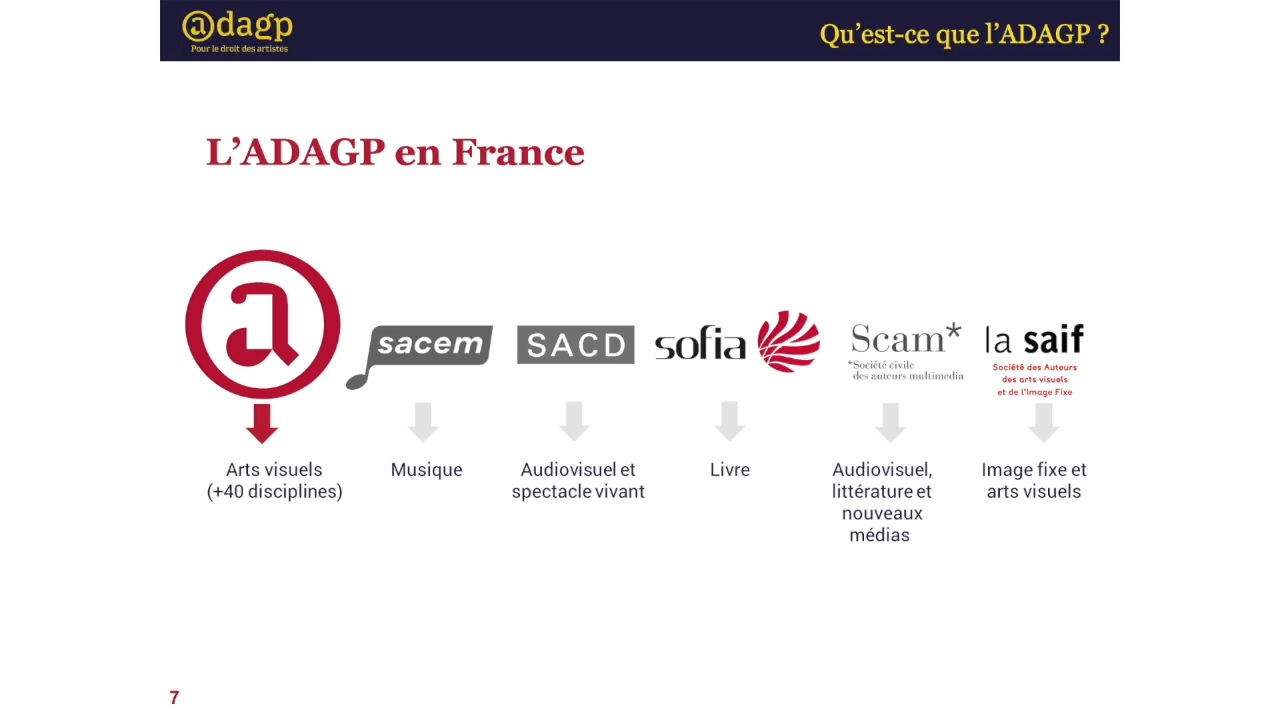 @dagp
Pour le droit des artistes
Qu’est-ce que l’ADAGP ?
L’ADAGP en France
a
sacem
SACD
sofia
Scam*
*Société civile
des auteurs multimedia
la saif
Société des Auteurs
des arts visuels
et de l'Image Fixe
Arts visuels
(+40 disciplines)
Musique
Audiovisuel et
spectacle vivant
Livre
Audiovisuel,
littérature et
nouveaux
médias
Image fixe et
arts visuels
7